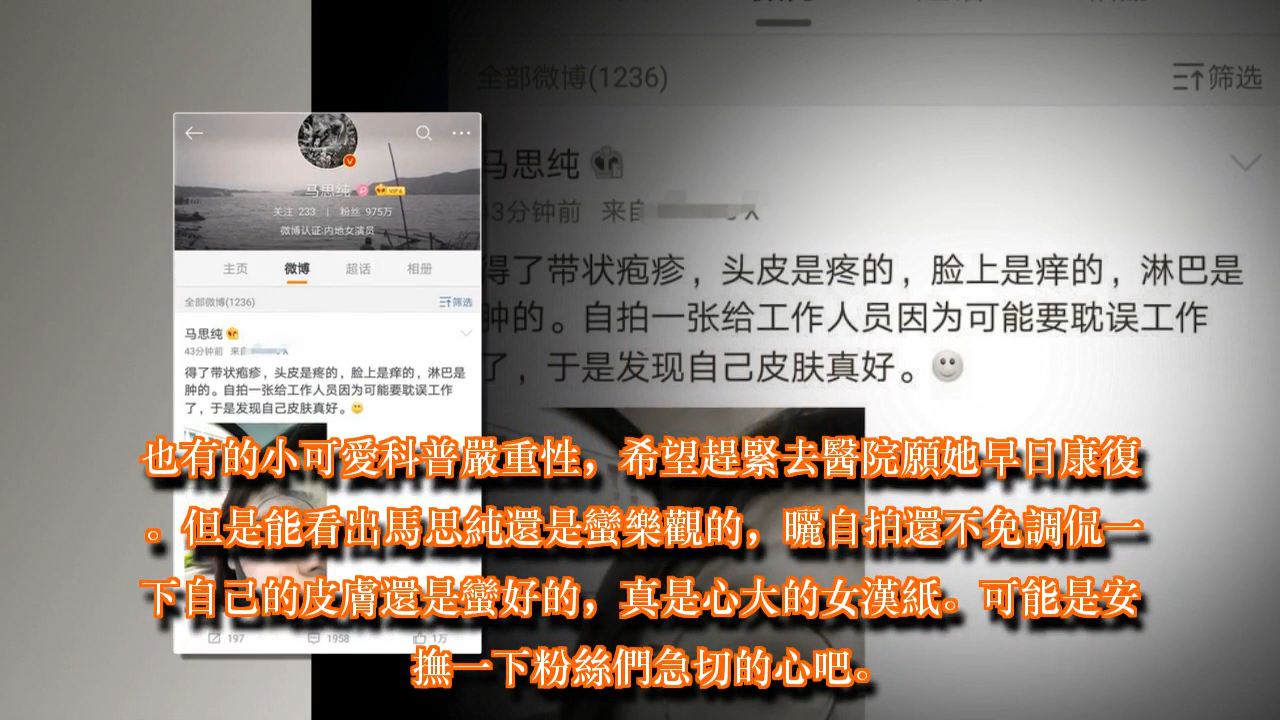 全部微博(1236)
筛选
马思纯
43分钟前 来自
得了带状疱疹，头皮是疼的，脸上是痒的，淋巴是
肿的。自拍一张给工作人员因为可能要耽误工作
了，于是发现自己皮肤真好。
马思纯
VIP 6
关注 233 | 粉丝 975万
微博认证:内地女演员
主页 微博 超话 相册
全部微博(1236) 筛选
马思纯
43分钟前 来自
得了带状疱疹，头皮是疼的，脸上是痒的，淋巴是
肿的。自拍一张给工作人员因为可能要耽误工作
了，于是发现自己皮肤真好。
197 1958 1万
也有的小可愛科普嚴重性，希望趕緊去醫院願她早日康復
。但是能看出馬思純還是蠻樂觀的，曬自拍還不免調侃一
下自己的皮膚還是蠻好的，真是心大的女漢紙。可能是安
撫一下粉絲們急切的心吧。